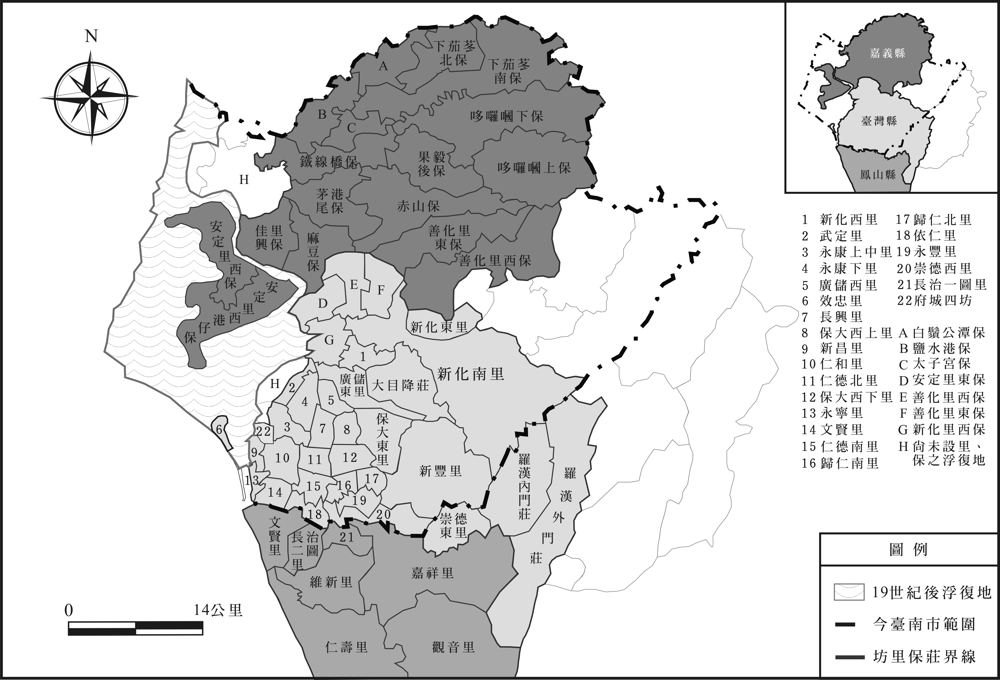 N
嘉義縣
臺灣縣
鳳山縣
A
下茄苳
北保
下茄苳
南保
B
C
哆囉嘓下保
鐵線橋保
果毅
後保
哆囉嘓上保
H
茅港
尾保
赤山保
安定里西保
佳里
興保
麻豆保
善化里
東保
善化里西保
安定里西港仔保
D
E
F
新化東里
G
1
新化南里
H
2
廣儲
東里
大目降莊
4
5
6
22
3
7
8
保大東里
9
10
11
12
新豐里
羅漢內門莊
羅漢外門莊
13
14
15
16
17
18
19
20
崇德
東里
文賢里
長治
二圖
里
21
維新里
嘉祥里
仁壽里
觀音里
0 14公里
1 新化西里
2 武定里
3 永康上中里
4 永康下里
5 廣儲西里
6 效忠里
7 長興里
8 保大西上里
9 新昌里
10 仁和里
11 仁德北里
12 保大西下里
13 永寧里
14 文賢里
15 仁德南里
16 歸仁南里
17 歸仁北里
18 依仁里
19 永豐里
20 崇德西里
21 長治一圖里
22 府城四坊
A 白鬚公潭保
B 鹽水港保
C 太子宮保
D 安定里東保
E 善化里西保
F 善化里東保
G 新化里西保
H 尚未設里、
保之浮復地
圖例
19世紀後浮復地
今臺南市範圍
坊里保莊界線